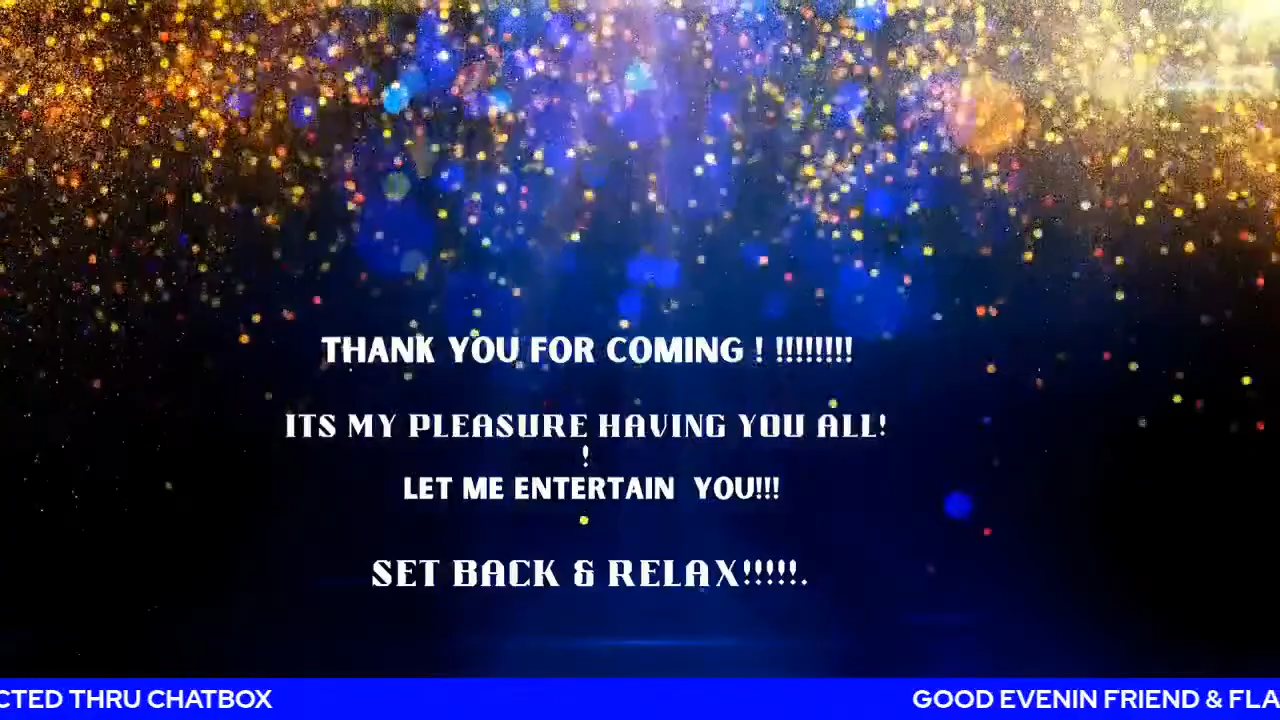 THANK YOU FOR COMING ! !!!!!!!!
ITS MY PLEASURE HAVING YOU ALL!
!
LET ME ENTERTAIN  YOU!!!
SET BACK & RELAX!!!!!.
CTED THRU CHATBOX
GOOD EVENIN FRIEND & FLA